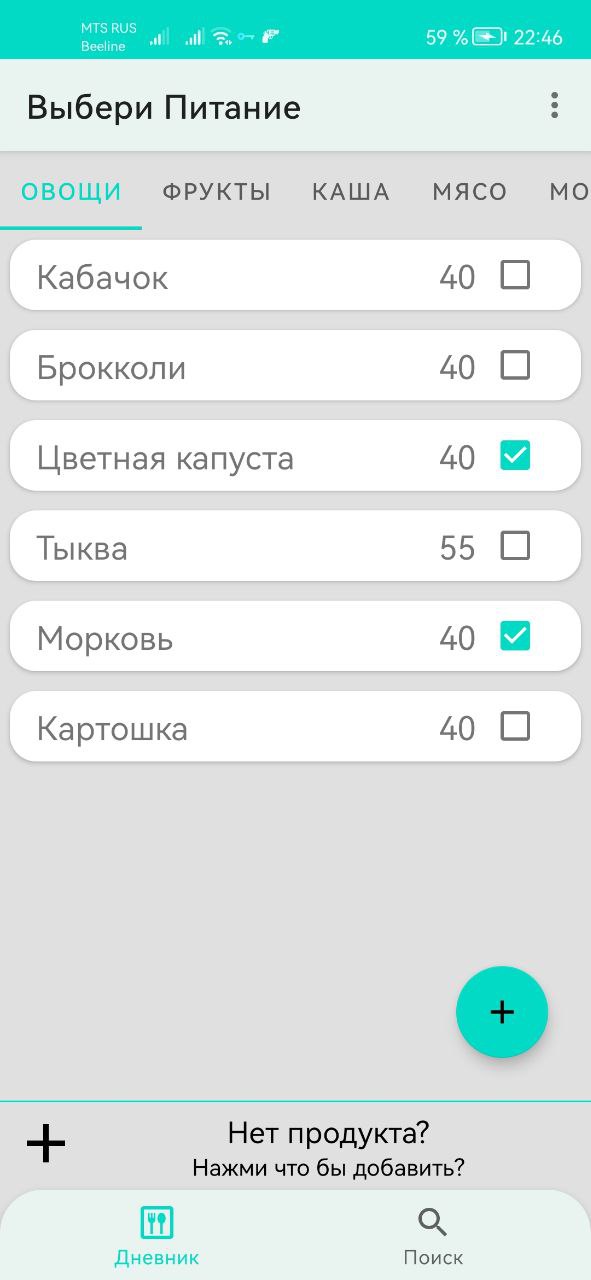 MTS RUS
Beeline
59 % 22:46
Выбери Питание
ОВОЩИ ФРУКТЫ КАША МЯСО МО
Кабачок 40
Брокколи 40
Цветная капуста 40
Тыква 55
Морковь 40
Картошка 40
+
Нет продукта?
Нажми что бы добавить?
Дневник Поиск